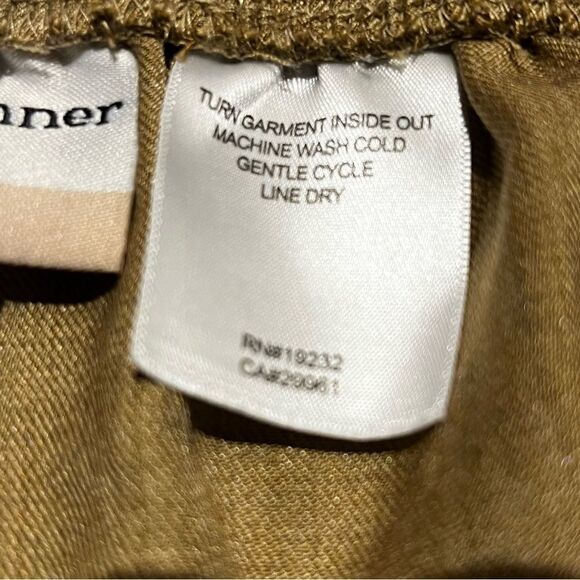 nner
TURN GARMENT INSIDE OUT
MACHINE WASH COLD
GENTLE CYCLE
LINE DRY
RN#19232
CA#29961